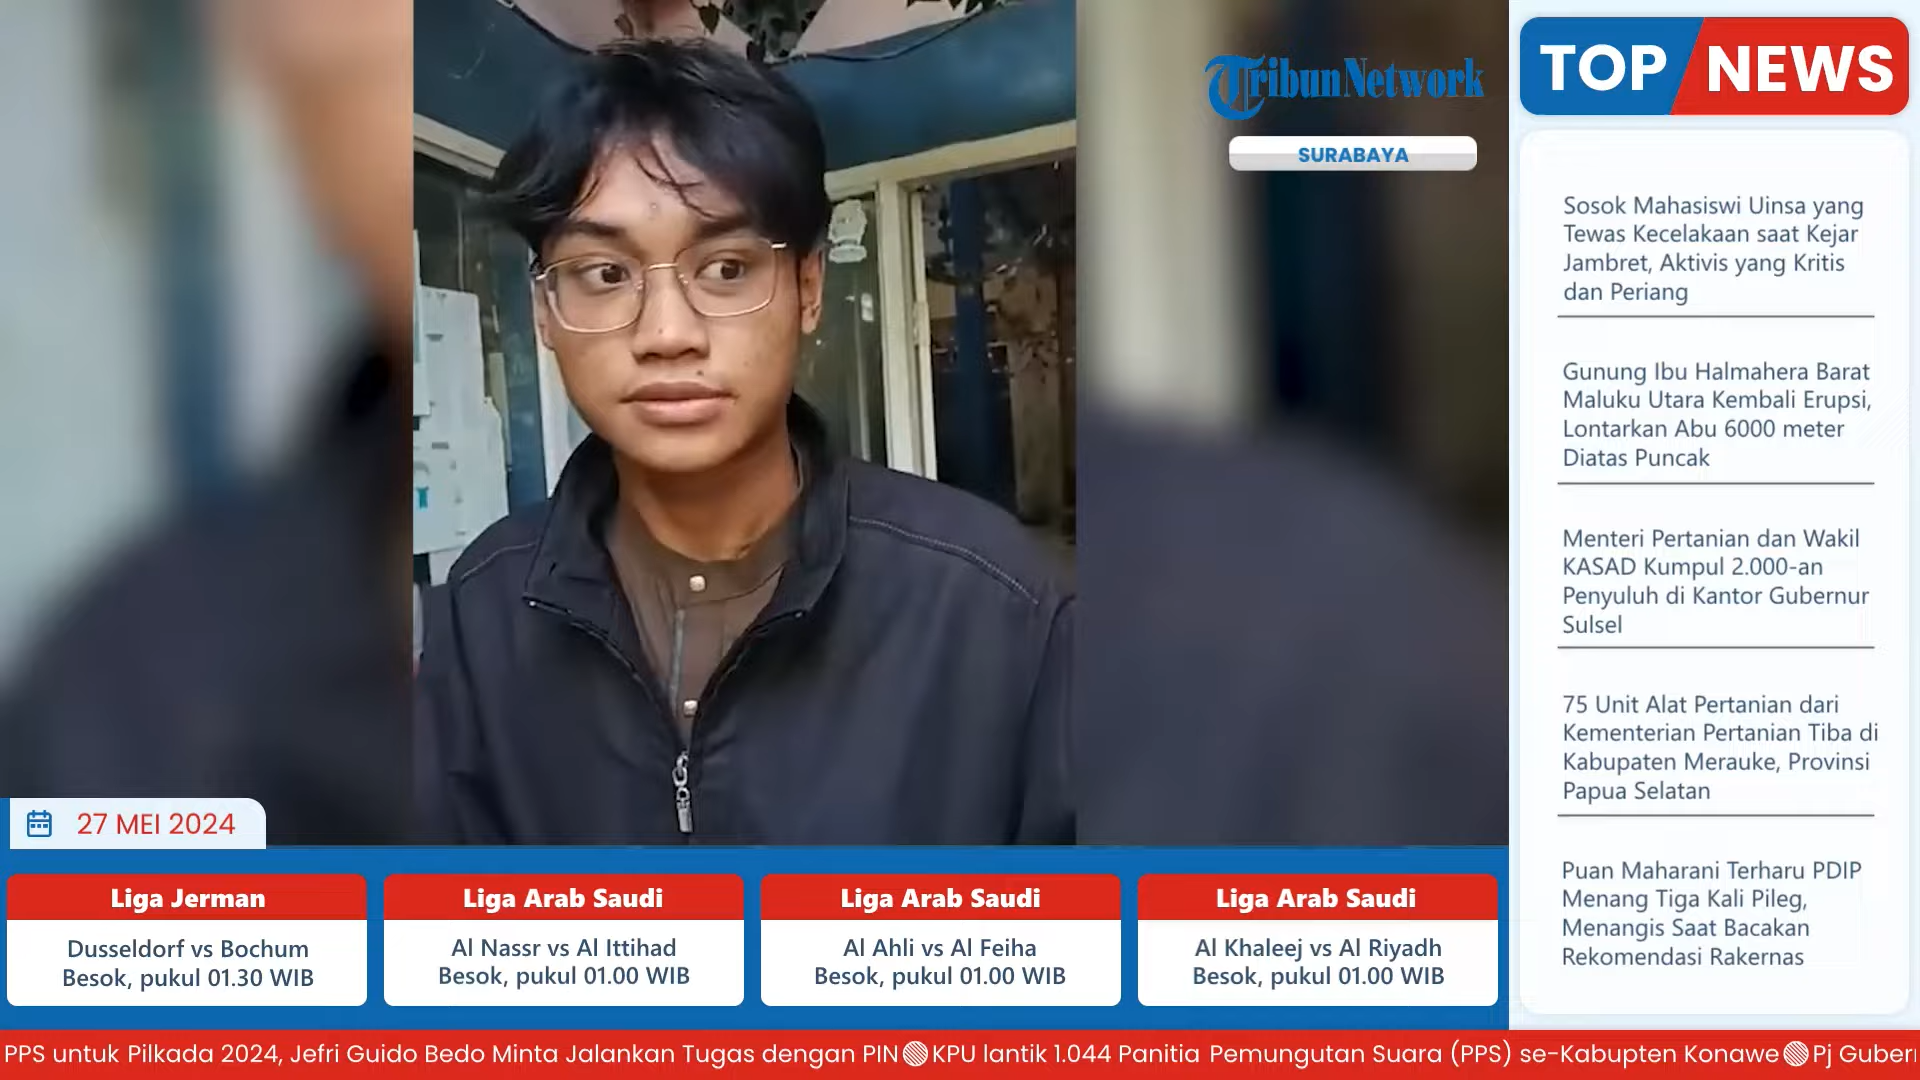 Tribun Network
SURABAYA
TOP NEWS
Sosok Mahasiswi Uinsa yang
Tewas Kecelakaan saat Kejar
Jambret, Aktivis yang Kritis
dan Periang
Gunung Ibu Halmahera Barat
Maluku Utara Kembali Erupsi,
Lontarkan Abu 6000 meter
Diatas Puncak
Menteri Pertanian dan Wakil
KASAD Kumpul 2.000-an
Penyuluh di Kantor Gubernur
Sulsel
75 Unit Alat Pertanian dari
Kementerian Pertanian Tiba di
Kabupaten Merauke, Provinsi
Papua Selatan
Puan Maharani Terharu PDIP
Menang Tiga Kali Pileg,
Menangis Saat Bacakan
Rekomendasi Rakernas
27 MEI 2024
Liga Jerman
Dusseldorf vs Bochum
Besok, pukul 01.30 WIB
Liga Arab Saudi
Al Nassr vs Al Ittihad
Besok, pukul 01.00 WIB
Liga Arab Saudi
Al Ahli vs Al Feiha
Besok, pukul 01.00 WIB
Liga Arab Saudi
Al Khaleej vs Al Riyadh
Besok, pukul 01.00 WIB
PPS untuk Pilkada 2024, Jefri Guido Bedo Minta Jalankan Tugas dengan PIN KPU lantik 1.044 Panitia Pemungutan Suara (PPS) se-Kabupten Konawe Pj Guber